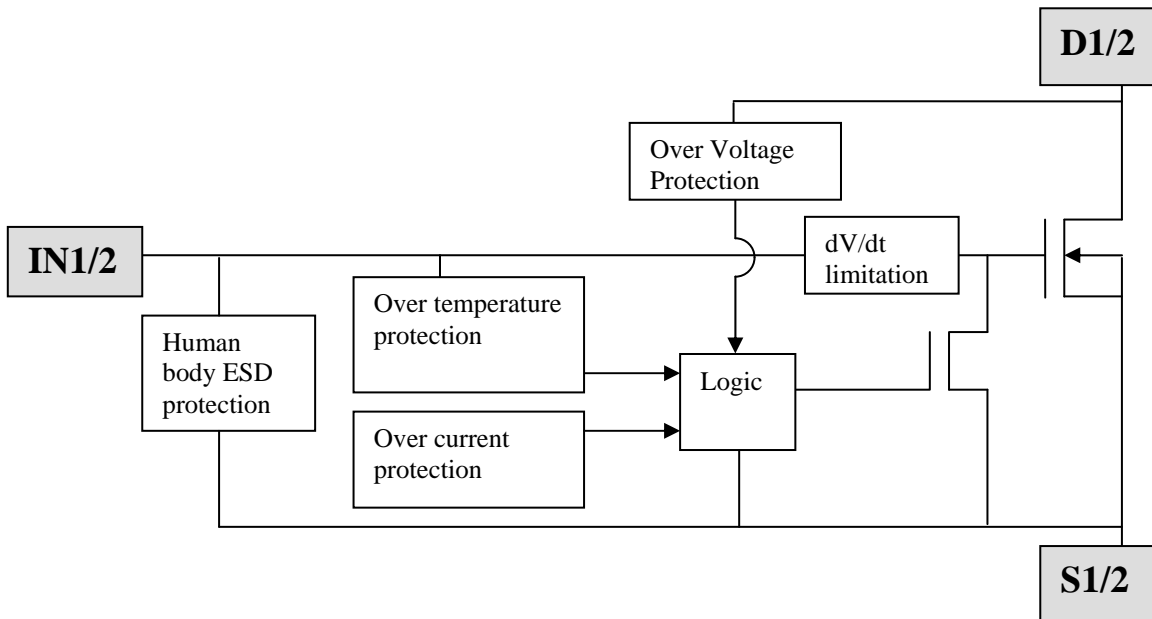 D1/2
Over Voltage
Protection
IN1/2
dV/dt
limitation
Over temperature
protection
Human
body ESD
protection
Logic
Over current
protection
S1/2